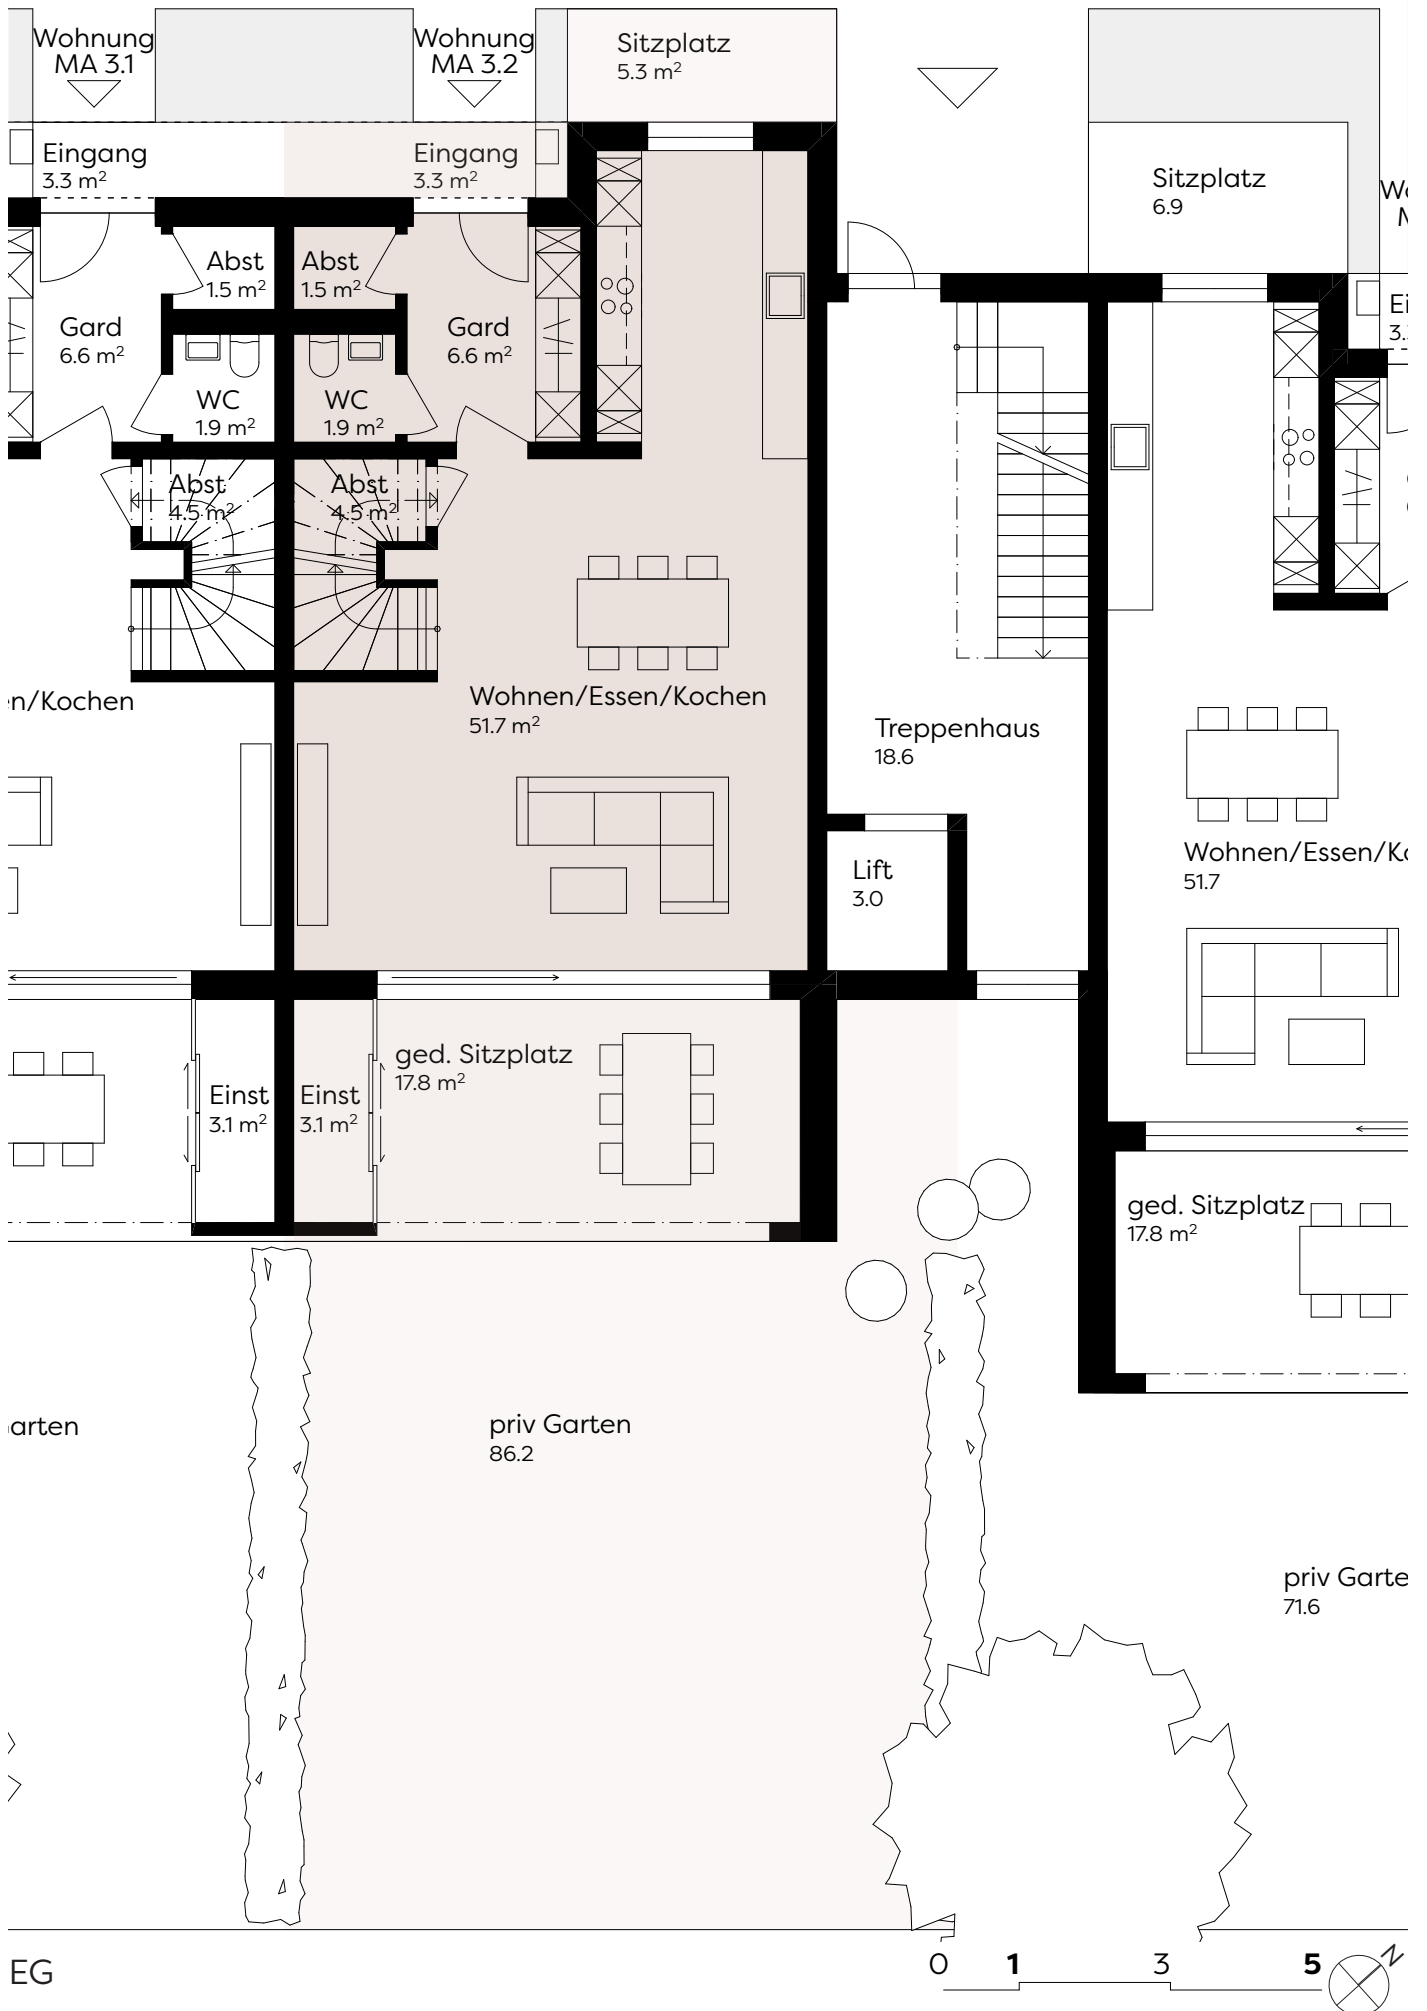 Wohnung
MA 3.1
Wohnung
MA 3.2
Sitzplatz
5.3 m²
Eingang
3.3 m²
Eingang
3.3 m²
Sitzplatz
6.9
Abst
1.5 m²
Abst
1.5 m²
Gard
6.6 m²
Gard
6.6 m²
WC
1.9 m²
WC
1.9 m²
Abst
4.5 m²
Abst
4.5 m²
en/Kochen
Wohnen/Essen/Kochen
51.7 m²
Treppenhaus
18.6
Lift
3.0
Wohnen/Essen/Ko
51.7
Einst
3.1 m²
Einst
3.1 m²
ged. Sitzplatz
17.8 m²
ged. Sitzplatz
17.8 m²
arten
priv Garten
86.2
priv Garte
71.6
EG
0 1 3 5
N